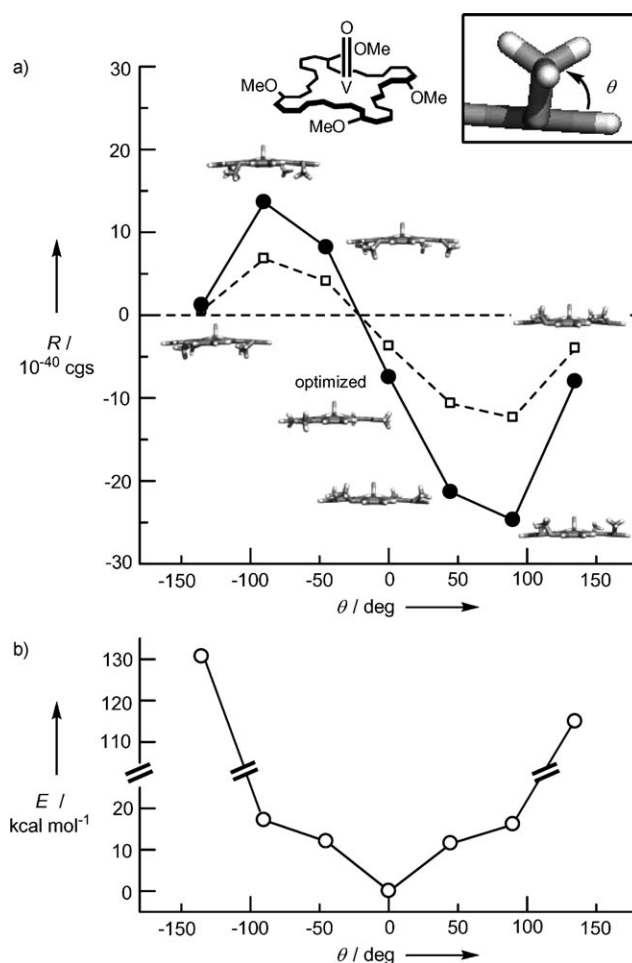 a)
O
OMe
MeO
V
OMe
MeO
θ
30
20
10
0
-10
-20
-30
R /
10⁻⁴⁰ cgs
optimized
-150 -100 -50 0 50 100 150
θ / deg
b)
130
120
110
20
10
0
E /
kcal mol⁻¹
-150 -100 -50 0 50 100 150
θ / deg